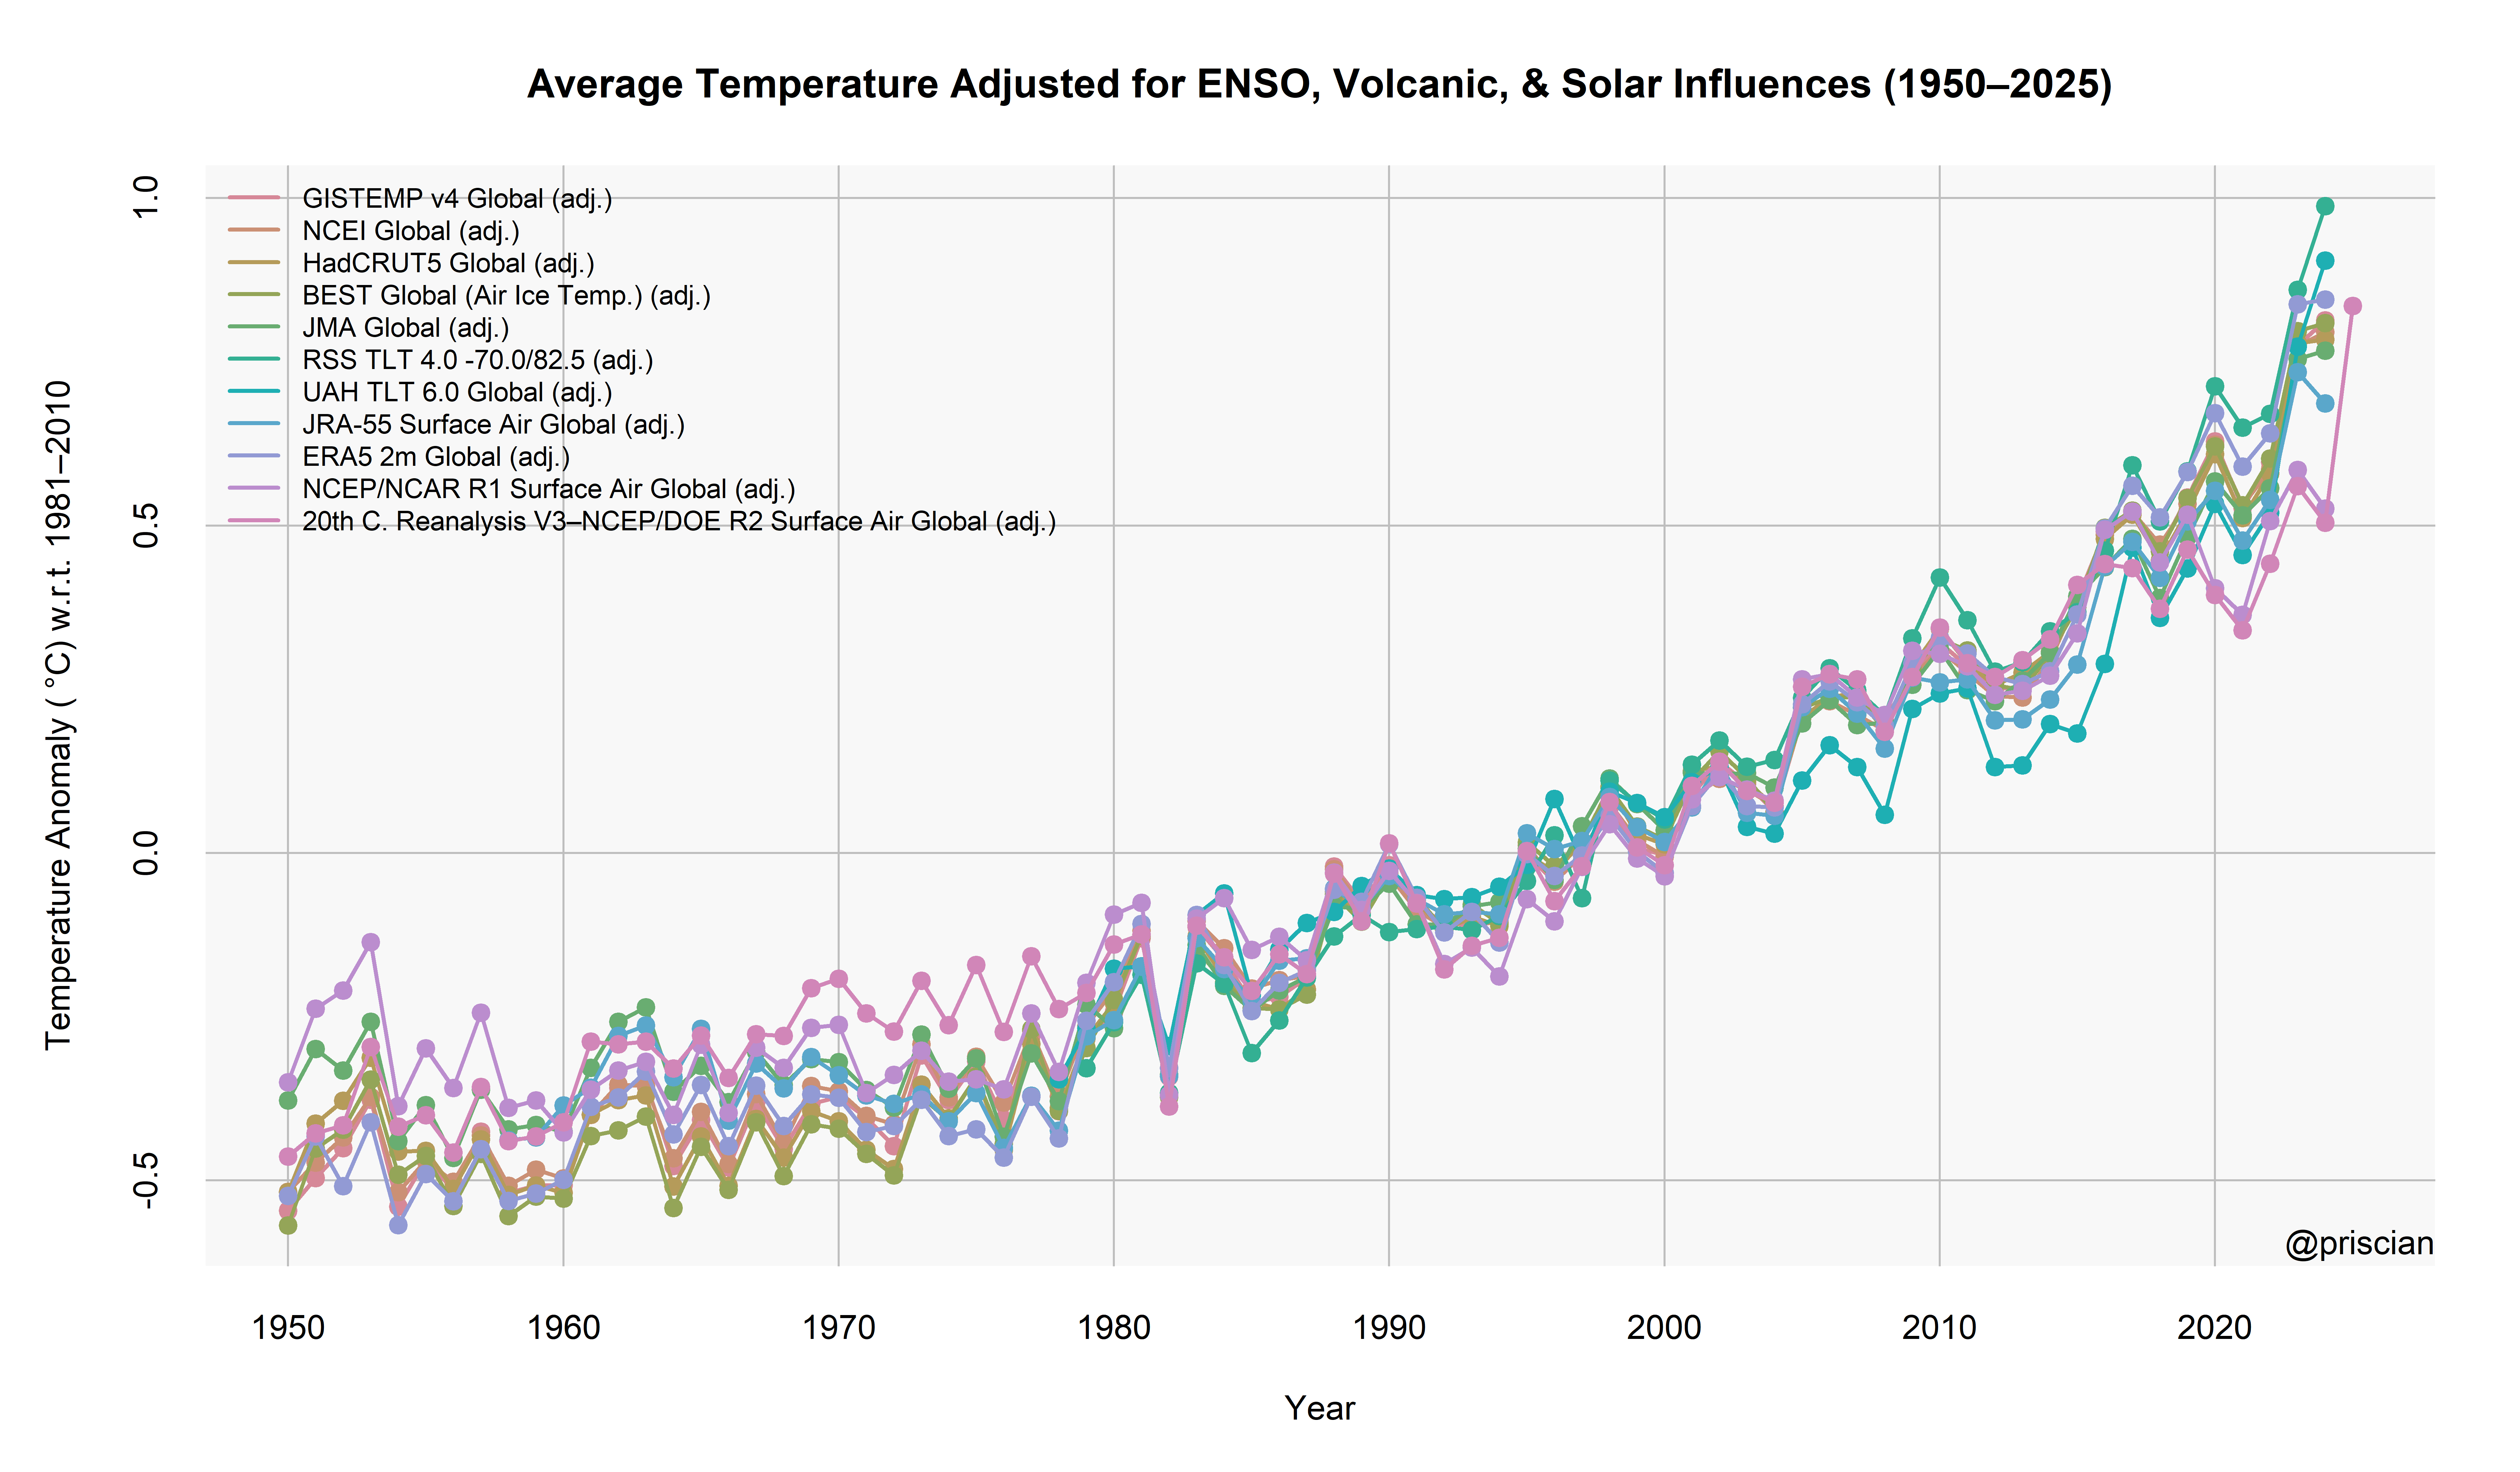 Average Temperature Adjusted for ENSO, Volcanic, & Solar Influences (1950–2025)
Temperature Anomaly ( °C) w.r.t. 1981–2010
1.0
0.5
0.0
-0.5
GISTEMP v4 Global (adj.)
NCEI Global (adj.)
HadCRUT5 Global (adj.)
BEST Global (Air Ice Temp.) (adj.)
JMA Global (adj.)
RSS TLT 4.0 -70.0/82.5 (adj.)
UAH TLT 6.0 Global (adj.)
JRA-55 Surface Air Global (adj.)
ERA5 2m Global (adj.)
NCEP/NCAR R1 Surface Air Global (adj.)
20th C. Reanalysis V3–NCEP/DOE R2 Surface Air Global (adj.)
@priscian
1950 1960 1970 1980 1990 2000 2010 2020
Year